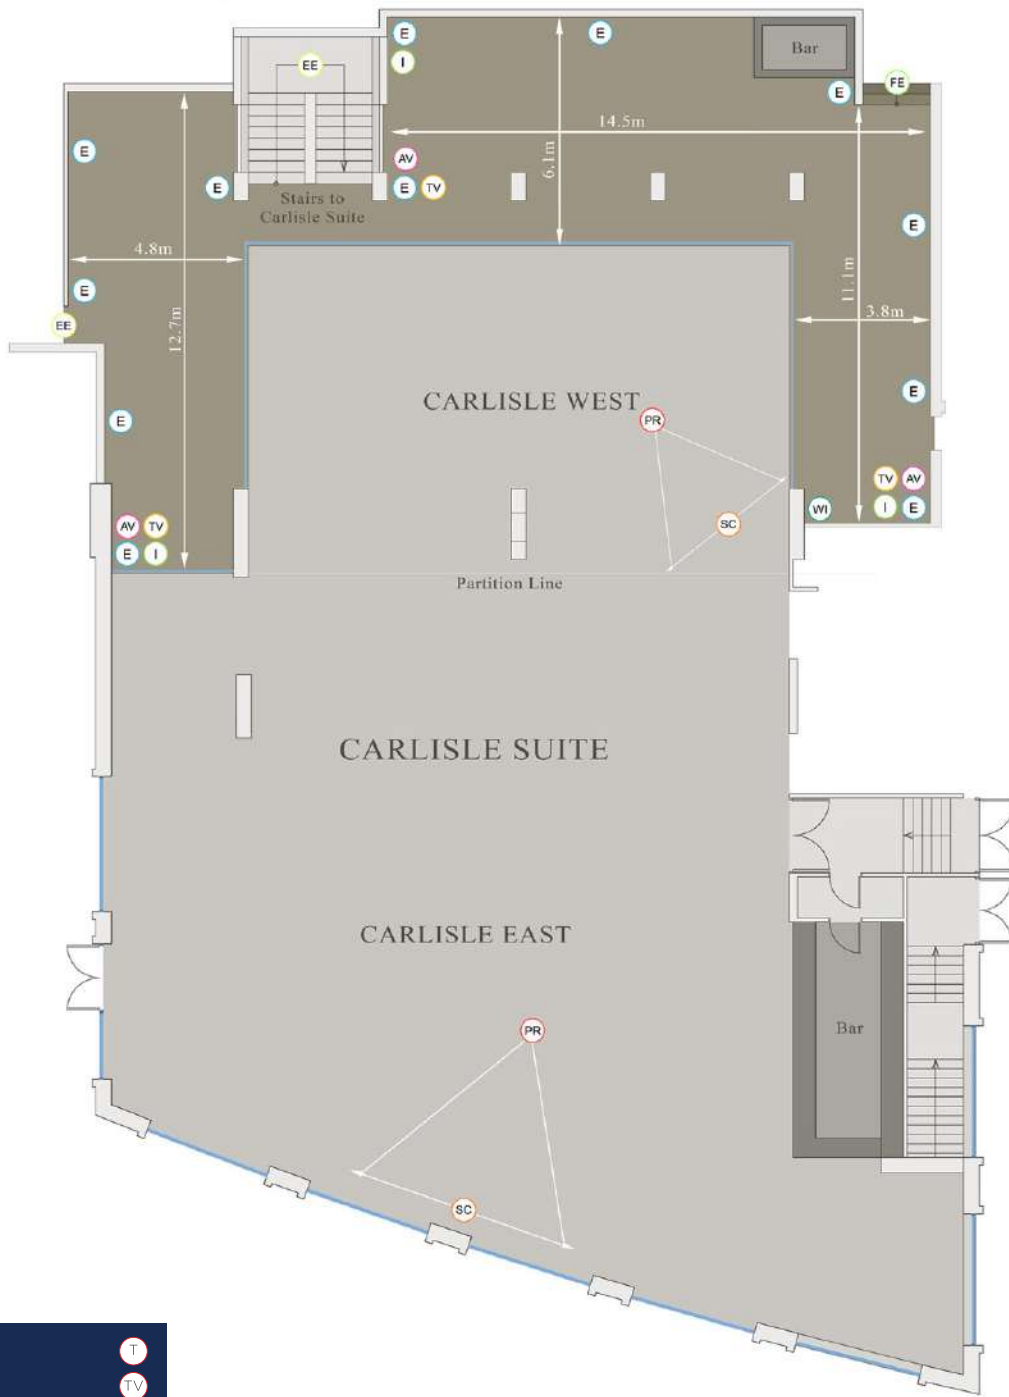 E
E
Bar
EE
I
FE
E
14.5m
E
AV
6.1m
E
E
TV
Stairs to
Carlisle Suite
E
4.8m
11.1m
E
3.8m
EE
12.7m
CARLISLE WEST
E
PR
E
TV
AV
WI
I
E
AV
TV
SC
E
I
Partition Line
CARLISLE SUITE
CARLISLE EAST
PR
Bar
SC
T
TV